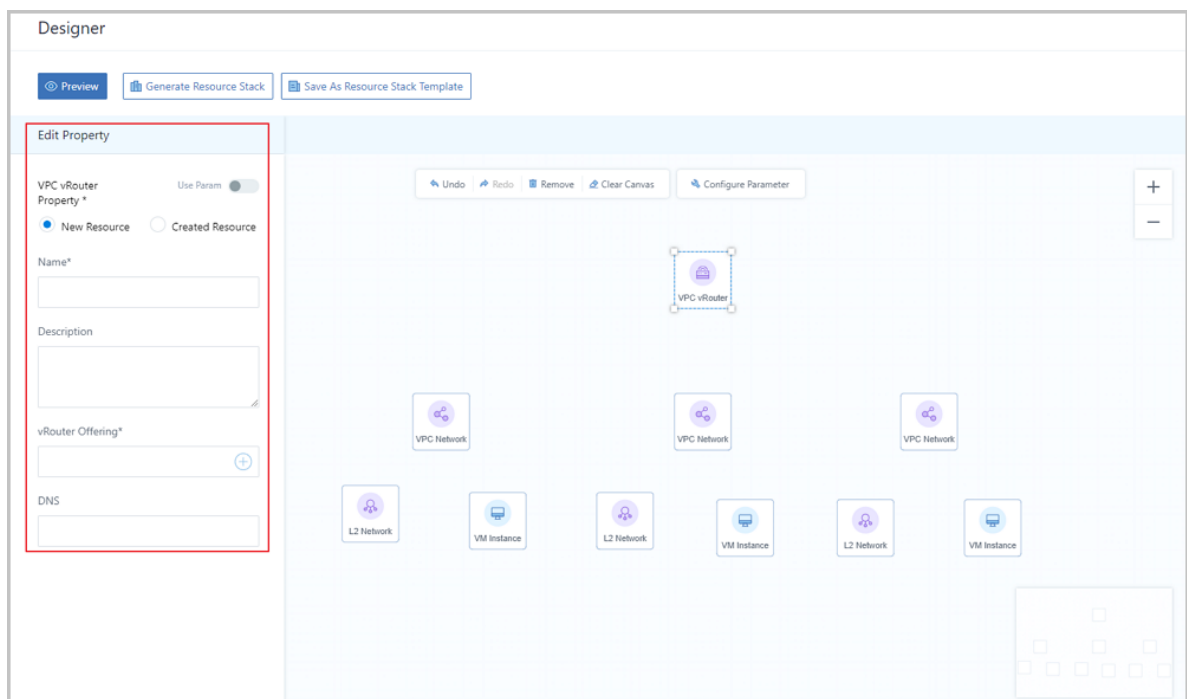 Designer
Preview
Generate Resource Stack
Save As Resource Stack Template
Edit Property
VPC vRouter
Property *
Use Param
New Resource
Created Resource
Name*
Description
vRouter Offering*
DNS
Undo
Redo
Remove
Clear Canvas
Configure Parameter
VPC vRouter
VPC Network
VPC Network
VPC Network
L2 Network
VM Instance
L2 Network
VM Instance
L2 Network
VM Instance